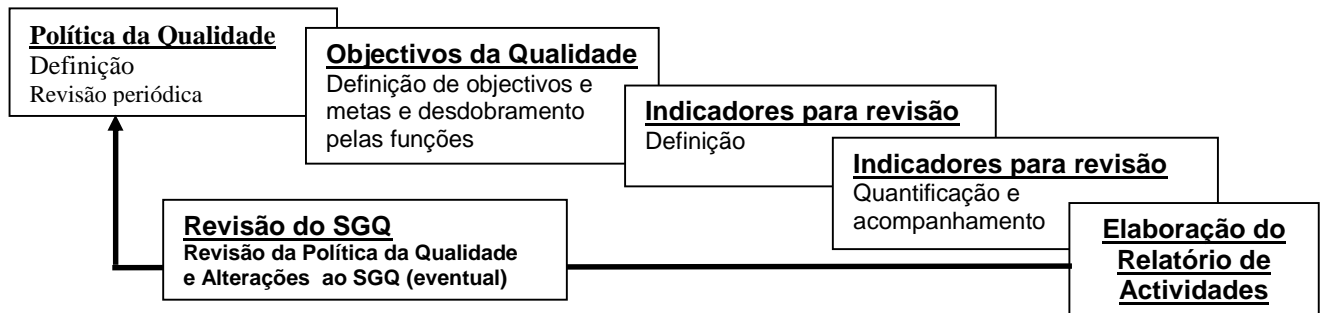 Política da Qualidade
Definição
Revisão periódica
Objectivos da Qualidade
Definição de objectivos e
metas e desdobramento
pelas funções
Indicadores para revisão
Definição
Indicadores para revisão
Quantificação e
acompanhamento
Elaboração do
Relatório de
Actividades
Revisão do SGQ
Revisão da Política da Qualidade
e Alterações ao SGQ (eventual)